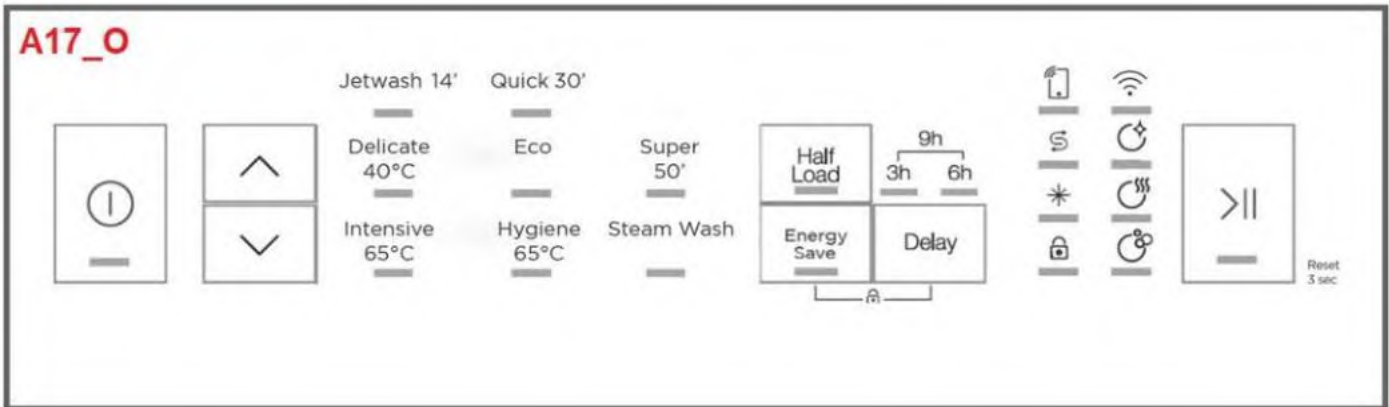 A17_O
Jetwash 14'
Quick 30'
Delicate
40°C
Eco
Super
50'
Intensive
65°C
Hygiene
65°C
Steam Wash
Half
Load
9h
3h
6h
Energy
Save
Delay
Reset
3 sec